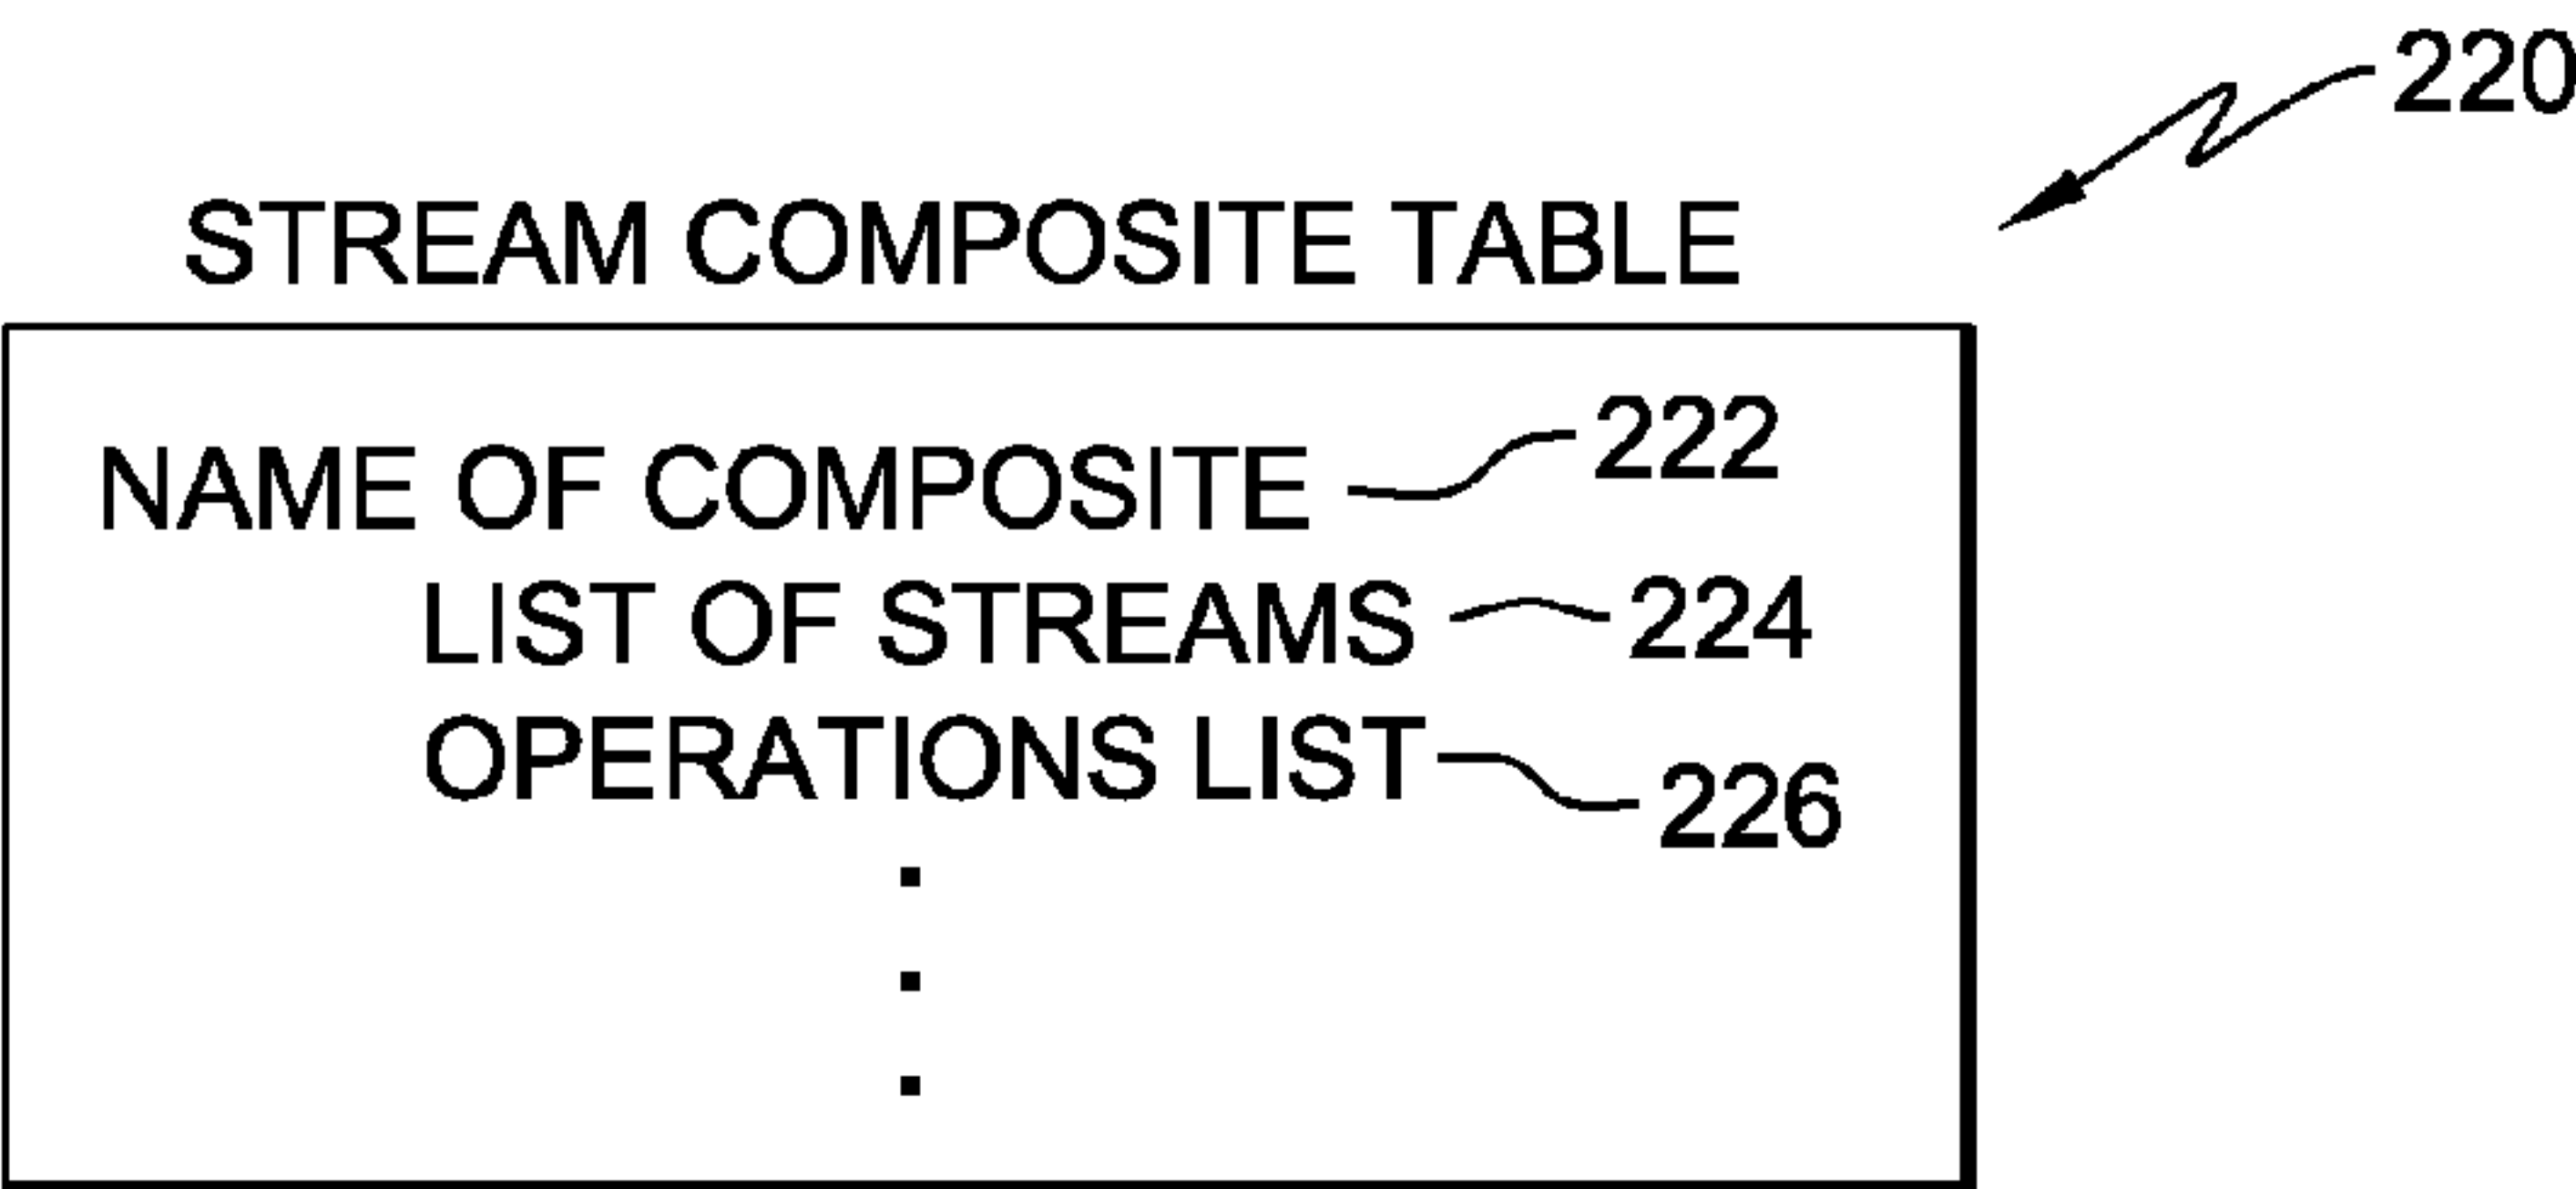 220
STREAM COMPOSITE TABLE
NAME OF COMPOSITE 222
LIST OF STREAMS 224
OPERATIONS LIST 226